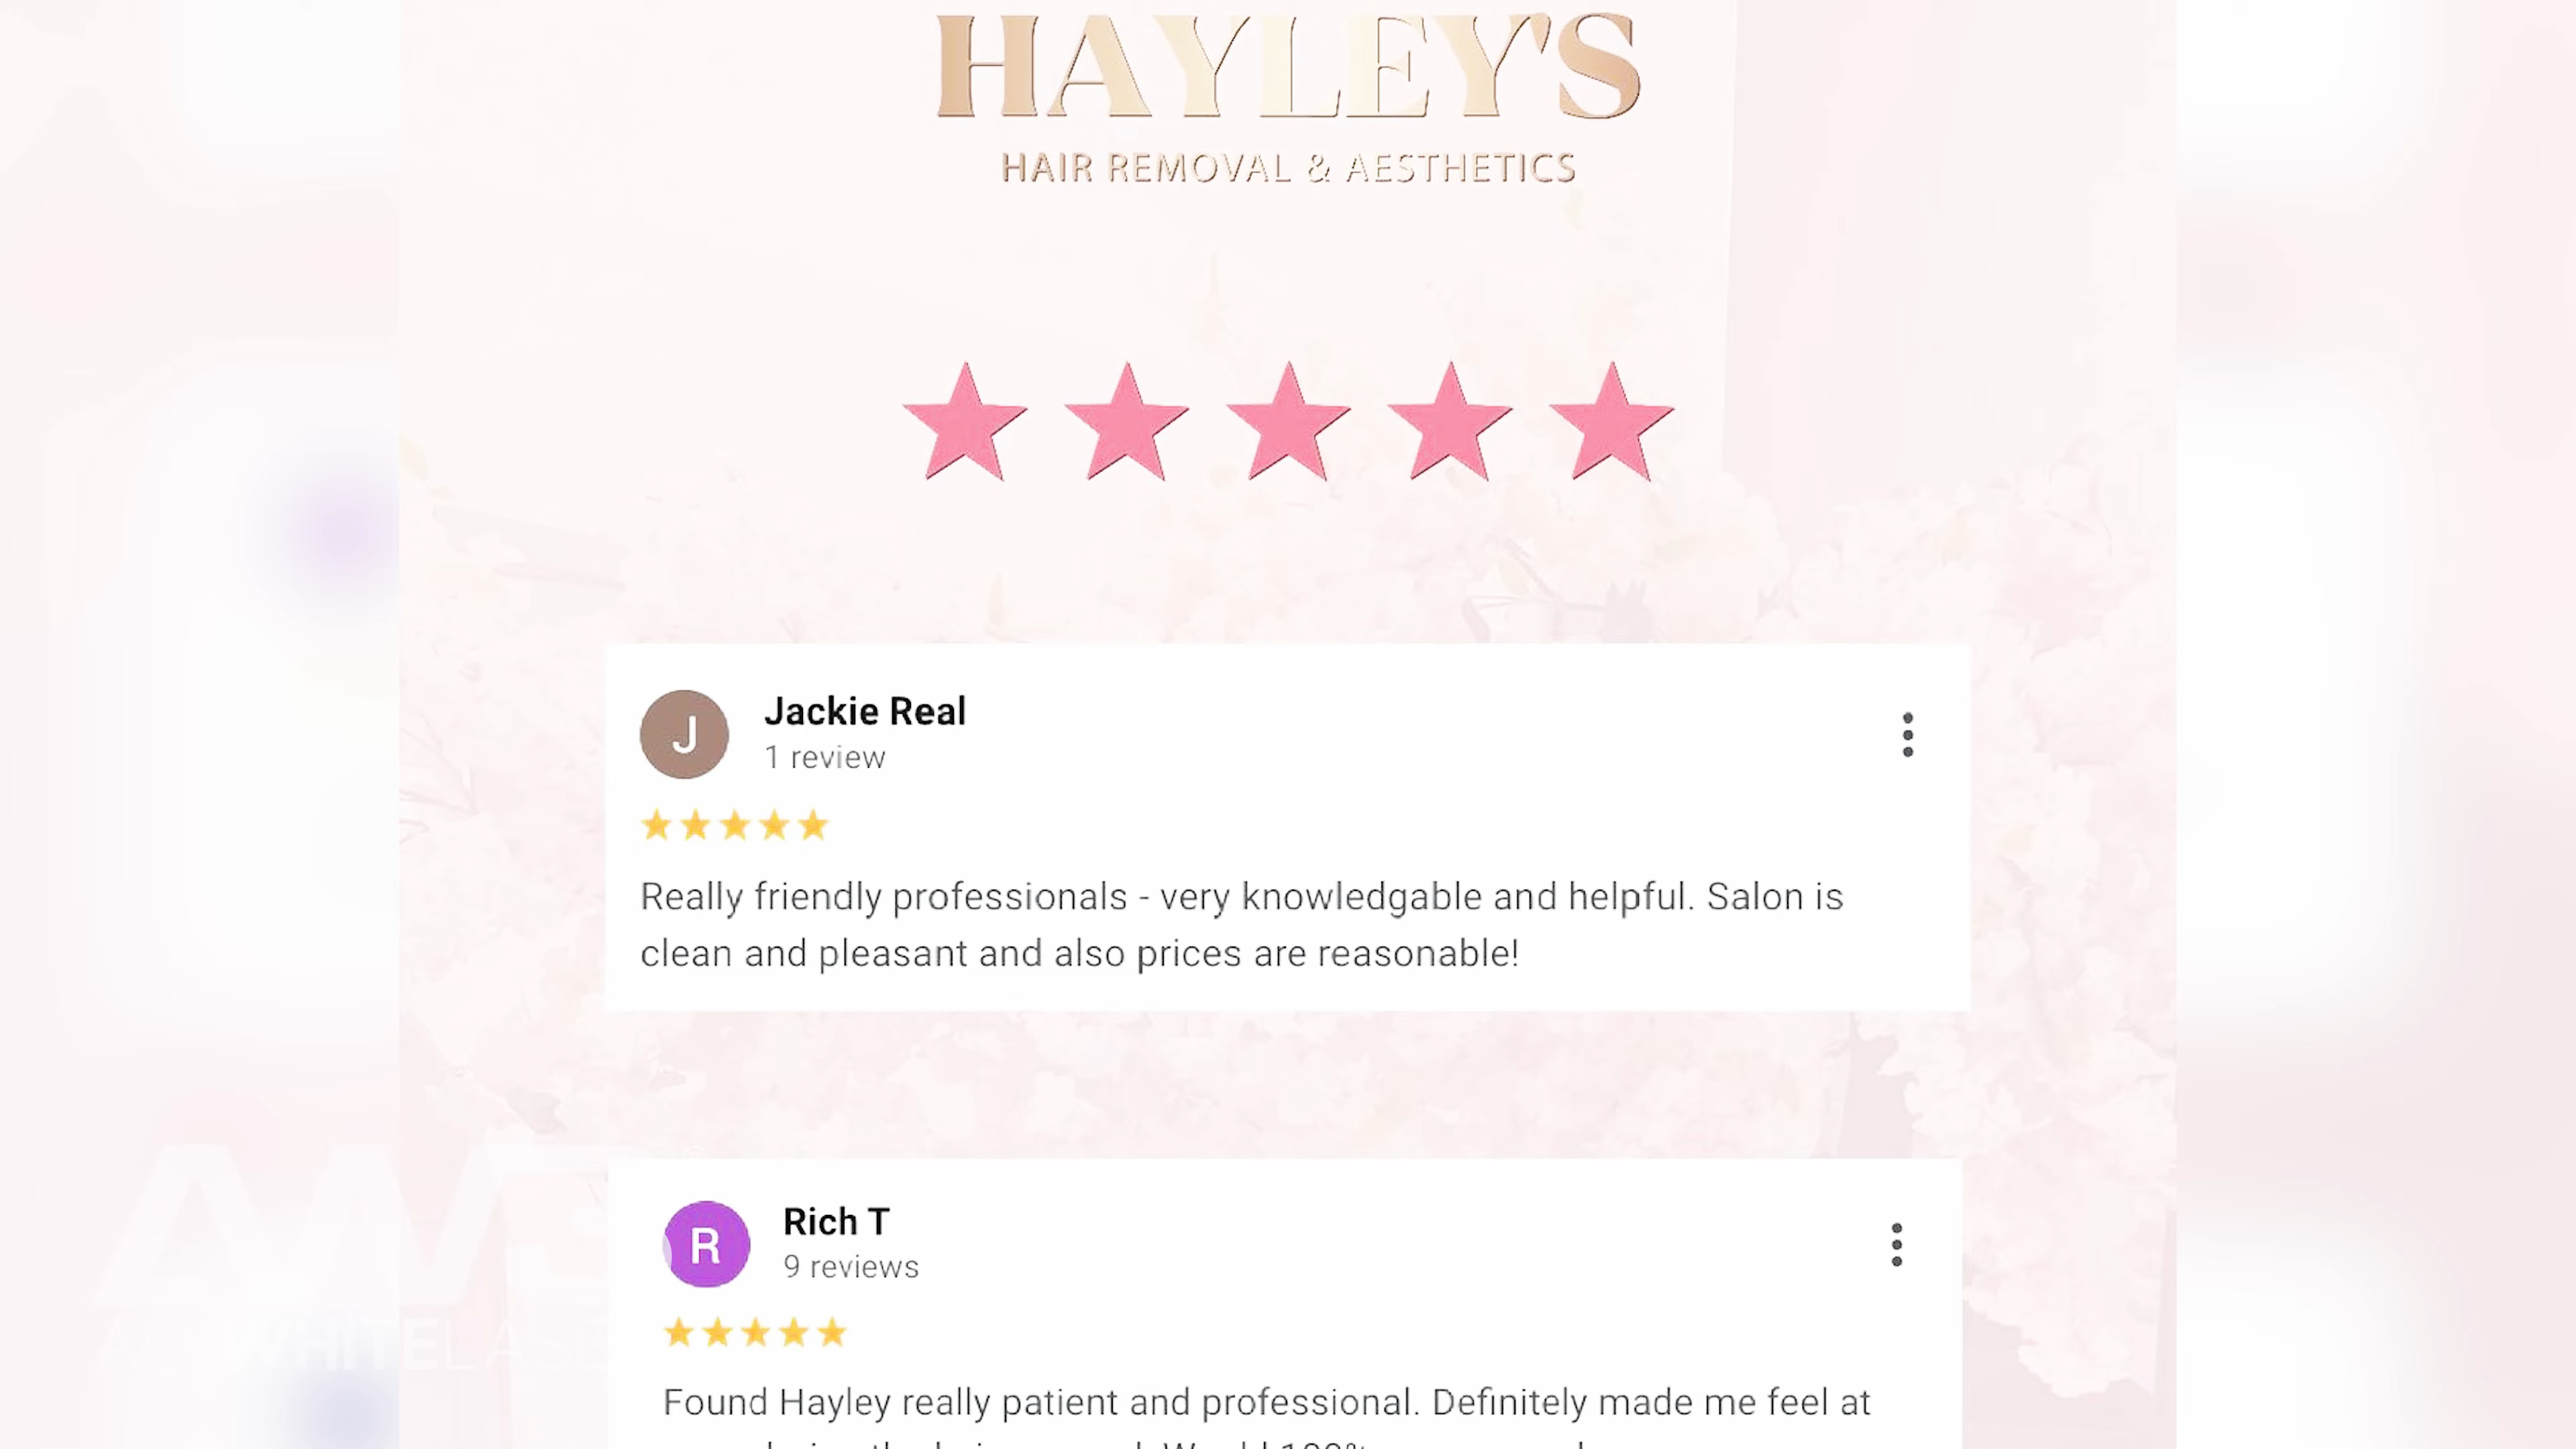 HAYLEY'S
HAIR REMOVAL & AESTHETICS
J
Jackie Real
1 review
Really friendly professionals - very knowledgable and helpful. Salon is
clean and pleasant and also prices are reasonable!
R
Rich T
9 reviews
Found Hayley really patient and professional. Definitely made me feel at